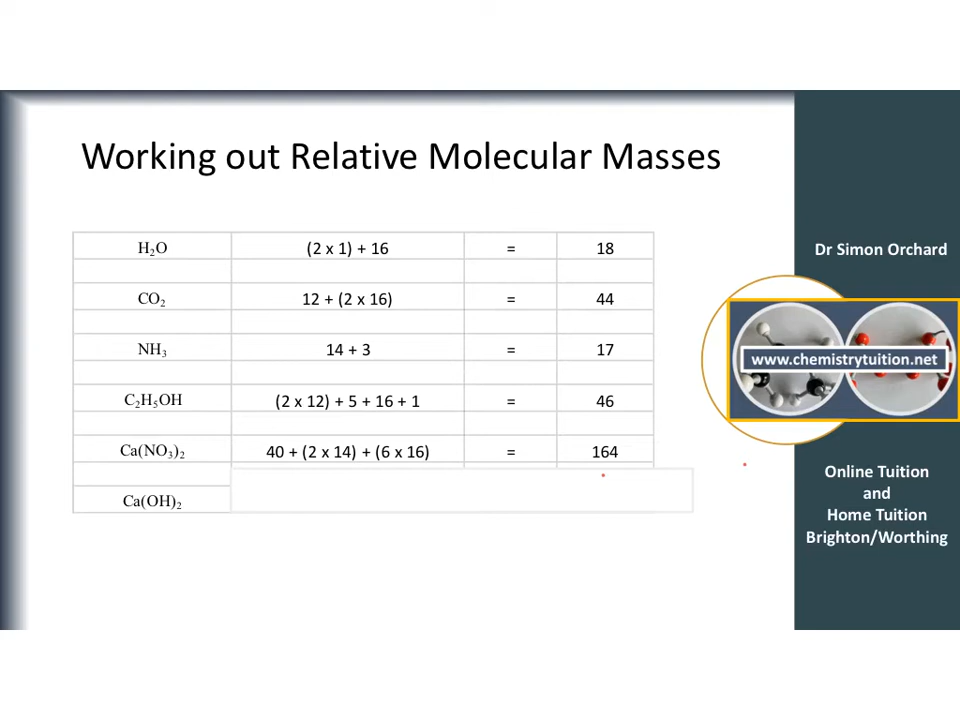 Working out Relative Molecular Masses
H₂O (2 x 1) + 16 = 18
CO₂ 12 + (2 x 16) = 44
NH₃ 14 + 3 = 17
C₂H₅OH (2 x 12) + 5 + 16 + 1 = 46
Ca(NO₃)₂ 40 + (2 x 14) + (6 x 16) = 164
Ca(OH)₂
Dr Simon Orchard
www.chemistrytuition.net
Online Tuition
and
Home Tuition
Brighton/Worthing